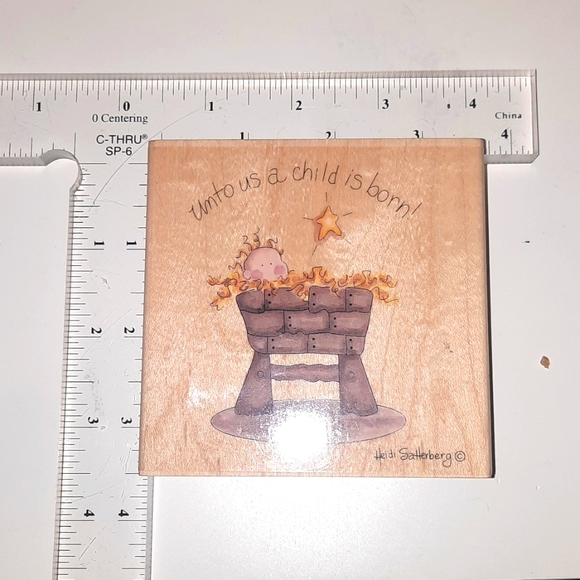 1 0 1 2 3 4
0 Centering China
C-THRU®
SP-6
1 2 3 4
unto us a child is born!
1 1
2 2
3 3
4 4
Heidi Satterberg ©